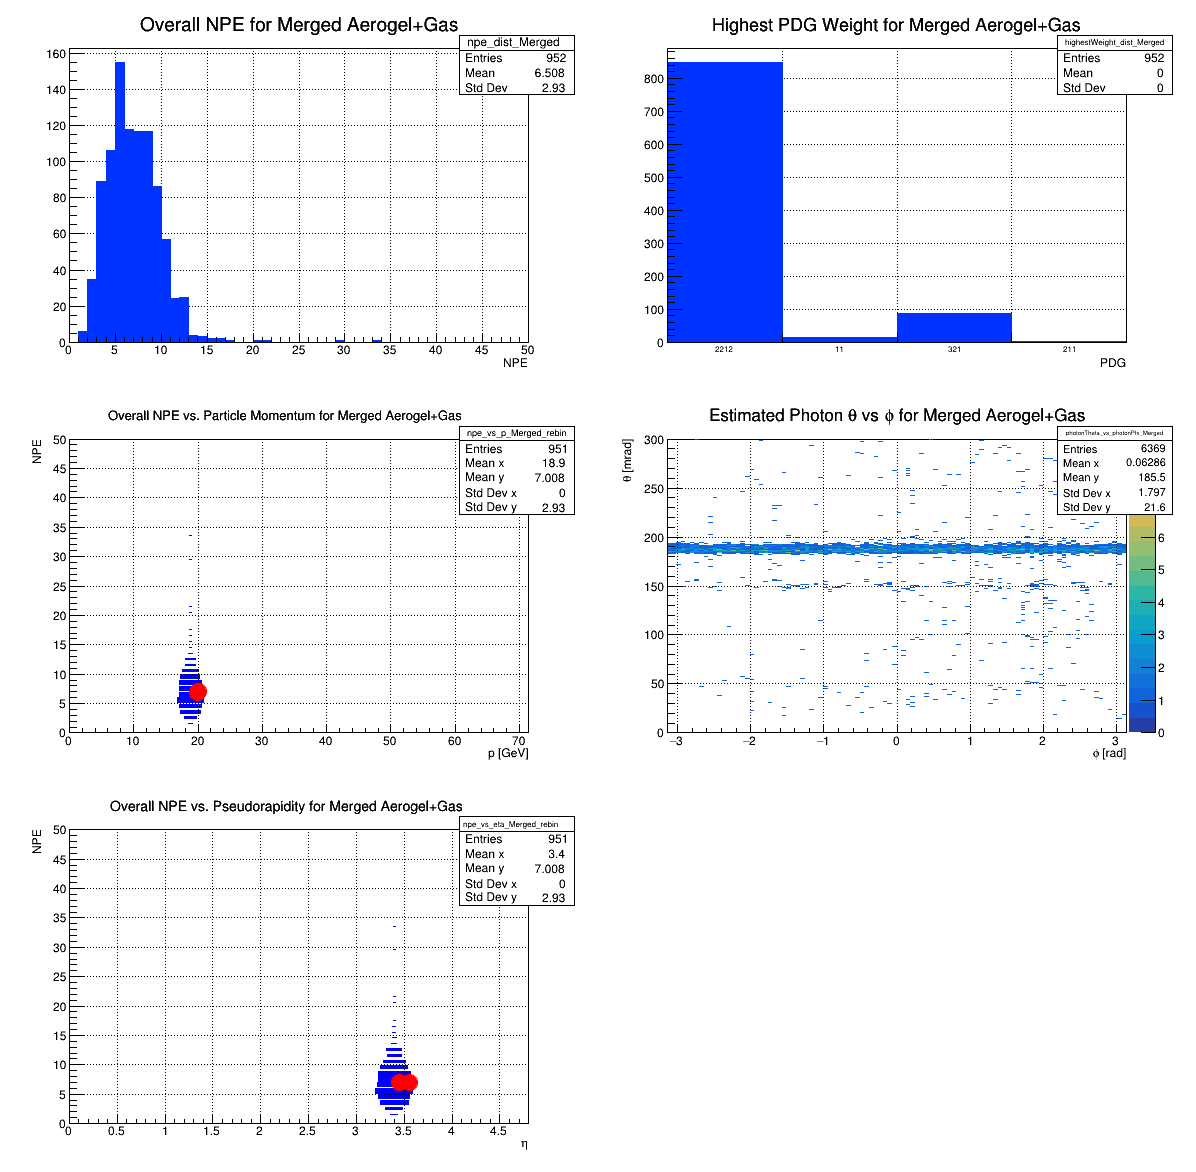 Overall NPE for Merged Aerogel+Gas
npe_dist_Merged
Entries 952
Mean 6.508
Std Dev 2.93
160
140
120
100
80
60
40
20
0
0 5 10 15 20 25 30 35 40 45 50
NPE
Highest PDG Weight for Merged Aerogel+Gas
highestWeight_dist_Merged
Entries 952
Mean 0
Std Dev 0
800
700
600
500
400
300
200
100
0
2212 11 321 211
PDG
Overall NPE vs. Particle Momentum for Merged Aerogel+Gas
npe_vs_p_Merged_rebin
Entries 951
Mean x 18.9
Mean y 7.008
Std Dev x 0
Std Dev y 2.93
NPE
50
45
40
35
30
25
20
15
10
5
0
0 10 20 30 40 50 60 70
p [GeV]
Estimated Photon θ vs ϕ for Merged Aerogel+Gas
photonTheta_vs_photonPhi_Merged
Entries 6369
Mean x 0.06286
Mean y 185.5
Std Dev x 1.797
Std Dev y 21.6
θ [mrad]
300
250
200
150
100
50
0
−3 −2 −1 0 1 2 3
ϕ [rad]
6
5
4
3
2
1
0
Overall NPE vs. Pseudorapidity for Merged Aerogel+Gas
npe_vs_eta_Merged_rebin
Entries 951
Mean x 3.4
Mean y 7.008
Std Dev x 0
Std Dev y 2.93
NPE
50
45
40
35
30
25
20
15
10
5
0
0 0.5 1 1.5 2 2.5 3 3.5 4 4.5
η